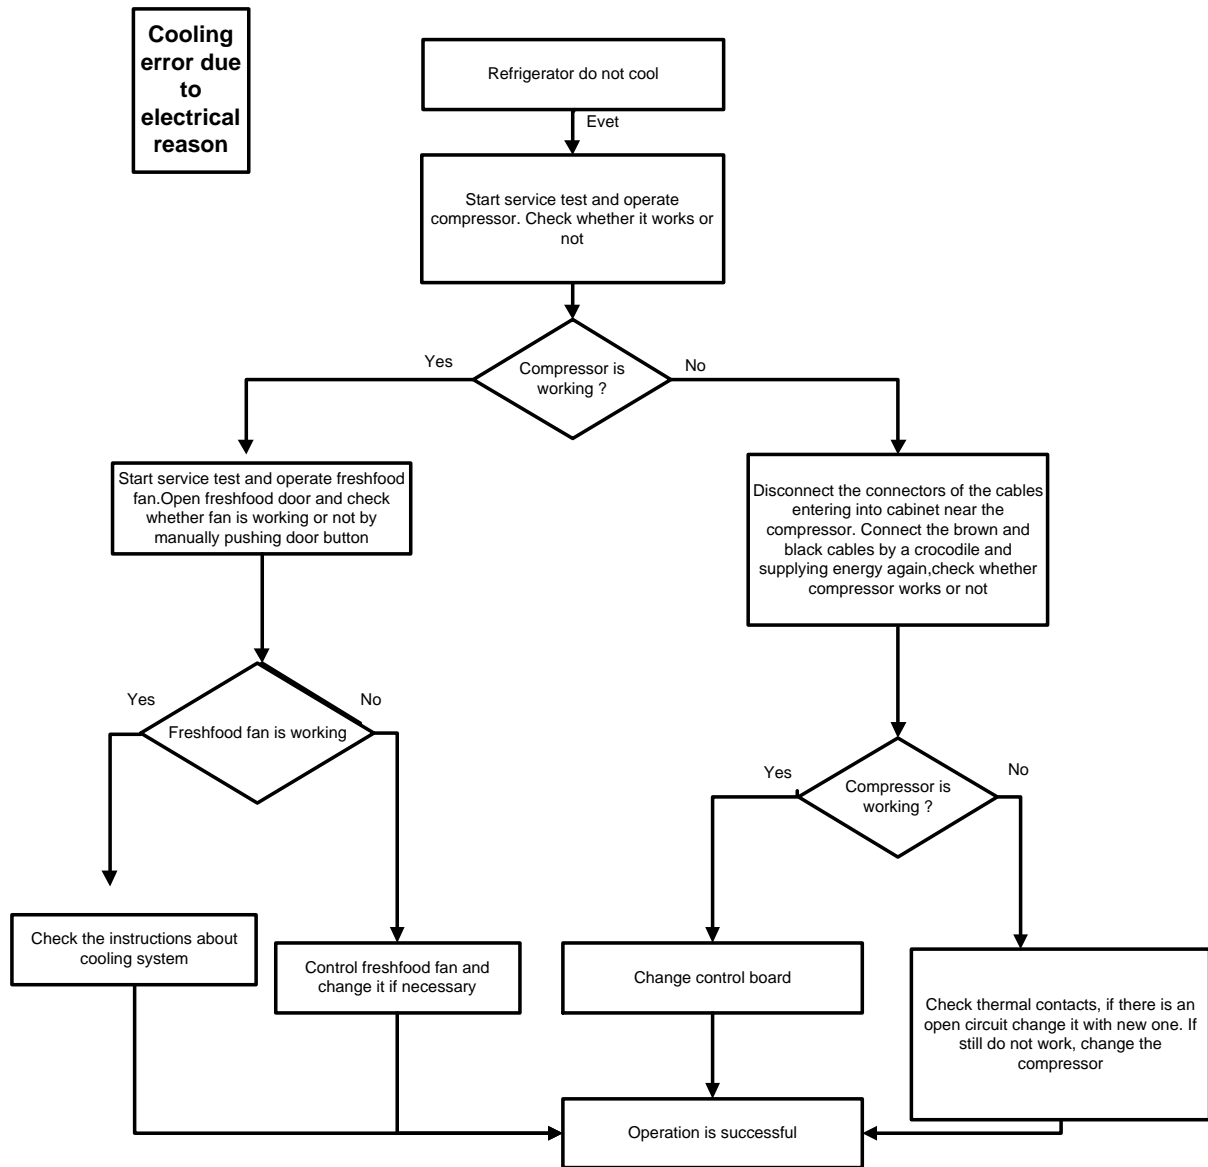 Cooling
error due
to
electrical
reason
Refrigerator do not cool
Evet
Start service test and operate
compressor. Check whether it works or
not
Yes
Compressor is
working ?
No
Start service test and operate freshfood
fan.Open freshfood door and check
whether fan is working or not by
manually pushing door button
Disconnect the connectors of the cables
entering into cabinet near the
compressor. Connect the brown and
black cables by a crocodile and
supplying energy again,check whether
compressor works or not
Yes
No
Freshfood fan is working
Yes
No
Compressor is
working ?
Check the instructions about
cooling system
Control freshfood fan and
change it if necessary
Change control board
Check thermal contacts, if there is an
open circuit change it with new one. If
still do not work, change the
compressor
Operation is successful